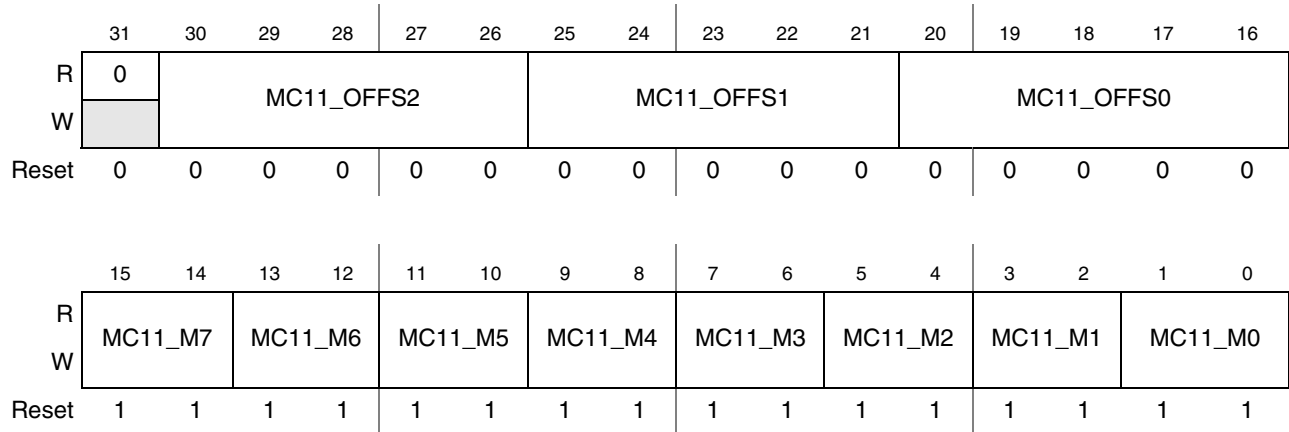 31 30 29 28 27 26 25 24 23 22 21 20 19 18 17 16
R 0 MC11_OFFS2 MC11_OFFS1 MC11_OFFS0
W
Reset 0 0 0 0 0 0 0 0 0 0 0 0 0 0 0 0
15 14 13 12 11 10 9 8 7 6 5 4 3 2 1 0
R MC11_M7 MC11_M6 MC11_M5 MC11_M4 MC11_M3 MC11_M2 MC11_M1 MC11_M0
W
Reset 1 1 1 1 1 1 1 1 1 1 1 1 1 1 1 1